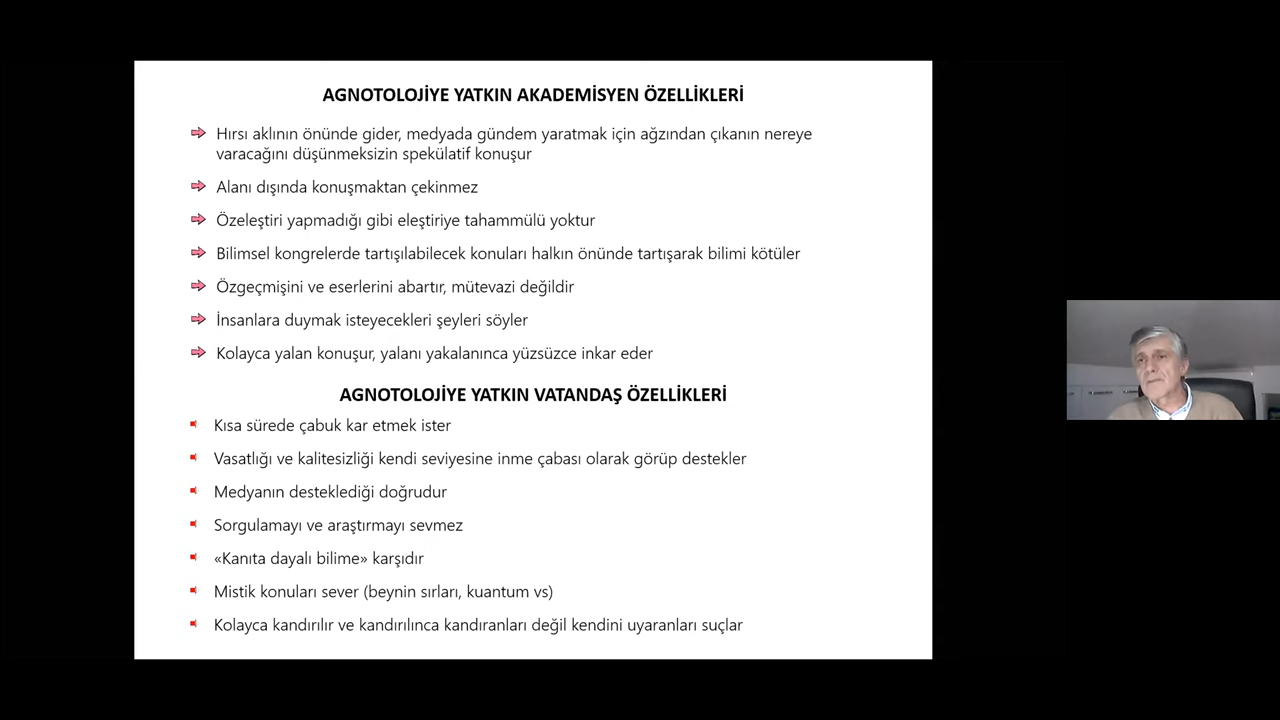 AGNOTOLOJİYE YATKIN AKADEMİSYEN ÖZELLİKLERİ
Hırsı aklının önünde gider, medyada gündem yaratmak için ağzından çıkanın nereye
varacağını düşünmeksizin spekülatif konuşur
Alanı dışında konuşmaktan çekinmez
Özeleştiri yapmadığı gibi eleştiriye tahammülü yoktur
Bilimsel kongrelerde tartışılabilecek konuları halkın önünde tartışarak bilimi kötüler
Özgeçmişini ve eserlerini abartır, mütevazi değildir
İnsanlara duymak isteyecekleri şeyleri söyler
Kolayca yalan konuşur, yalanı yakalanınca yüzsüzce inkar eder
AGNOTOLOJİYE YATKIN VATANDAŞ ÖZELLİKLERİ
Kısa sürede çabuk kar etmek ister
Vasatlığı ve kalitesizliği kendi seviyesine inme çabası olarak görüp destekler
Medyanın desteklediği doğrudur
Sorgulamayı ve araştırmayı sevmez
«Kanıta dayalı bilime» karşıdır
Mistik konuları sever (beynin sırları, kuantum vs)
Kolayca kandırılır ve kandırılınca kandıranları değil kendini uyaranları suçlar